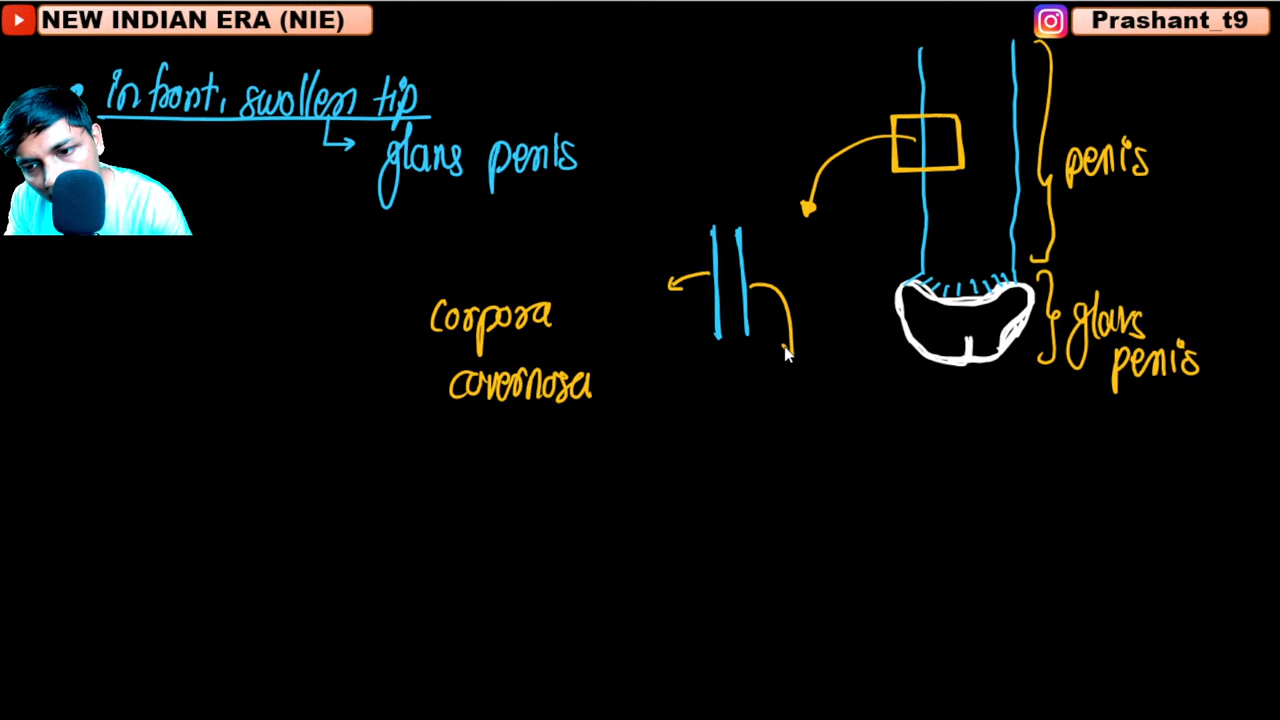 NEW INDIAN ERA (NIE)
Prashant_t9
in front, swollen tip
glans penis
penis
corpora
cavernosa
glans
penis